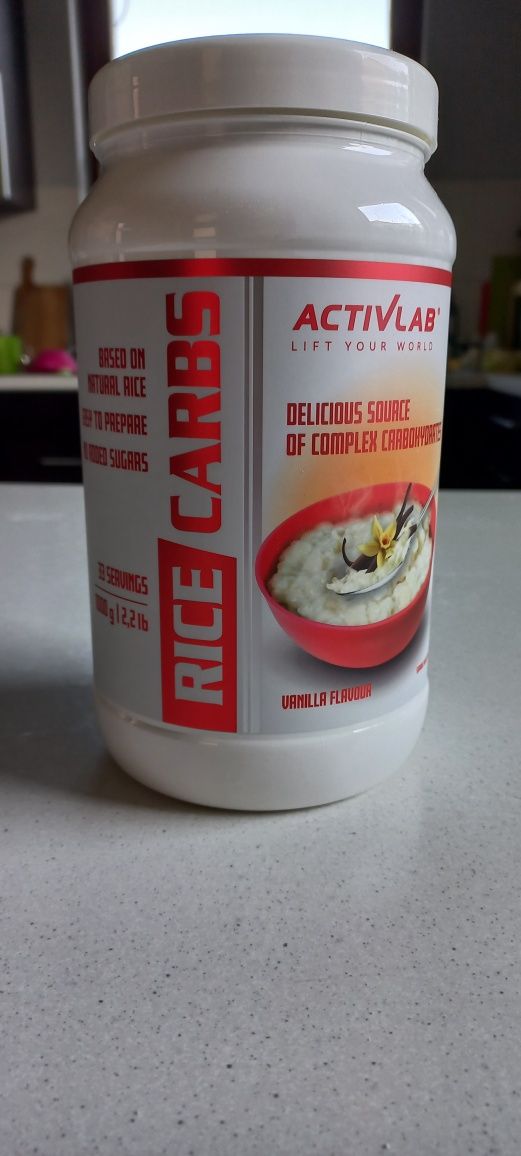 BASED ON
NATURAL RICE
EASY TO PREPARE
NO ADDED SUGARS
33 SERVINGS
1000 g | 2,2 lb
RICE CARBS
ACTIVLAB®
LIFT YOUR WORLD
DELICIOUS SOURCE
OF COMPLEX CARBOHYDRATES
VANILLA FLAVOUR